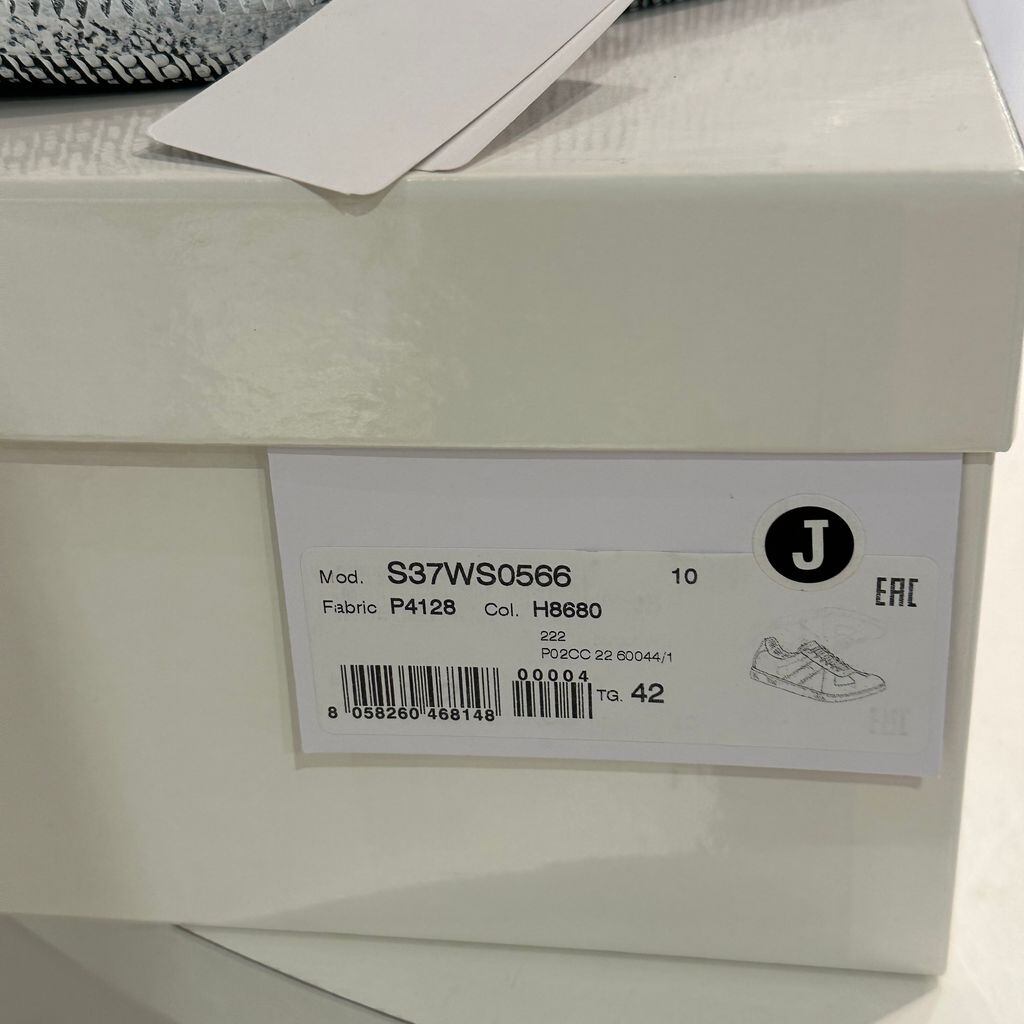 J
Mod. S37WS0566 10
EAC
Fabric P4128 Col. H8680
222
P02CC 22 60044/1
00004
TG. 42
8 058260 468148